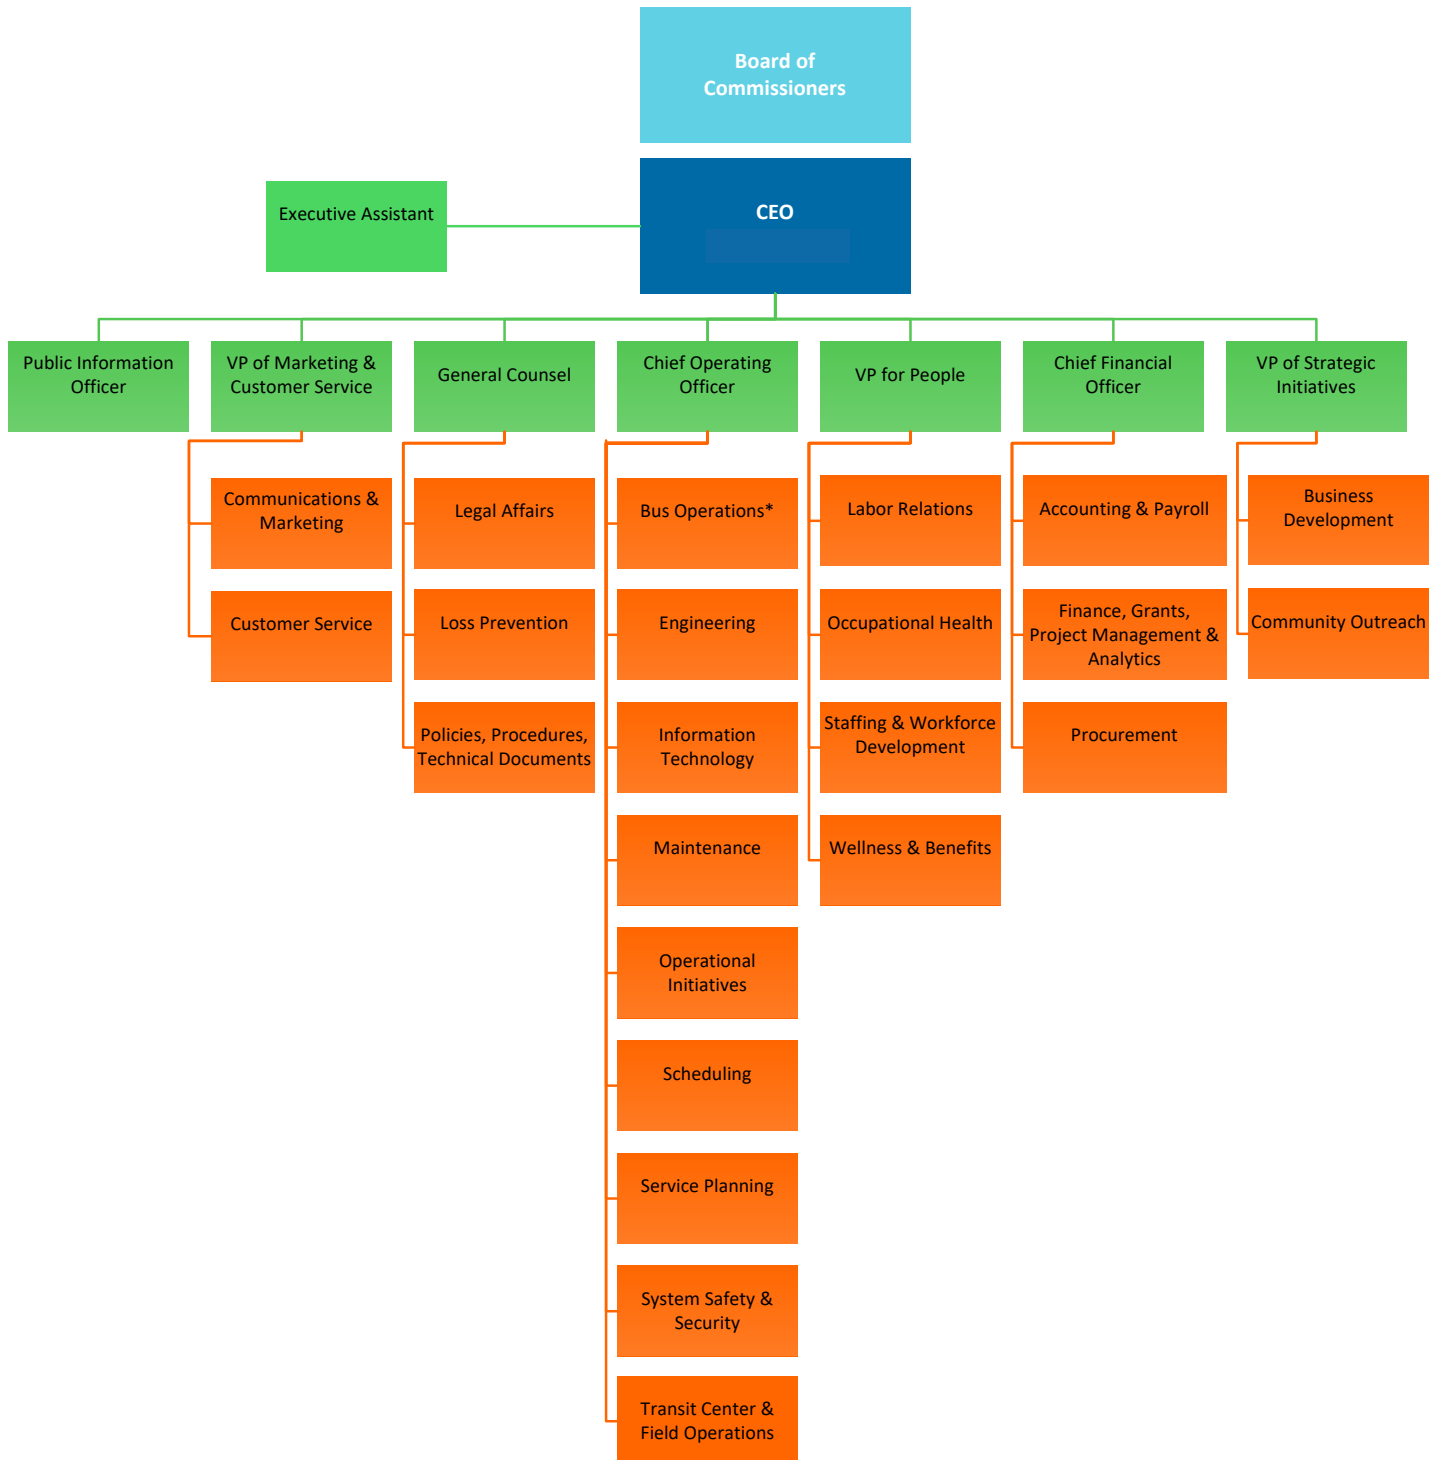 Board of
Commissioners
Executive Assistant
CEO
Public Information
Officer
VP of Marketing &
Customer Service
General Counsel
Chief Operating
Officer
VP for People
Chief Financial
Officer
VP of Strategic
Initiatives
Communications &
Marketing
Customer Service
Legal Affairs
Loss Prevention
Policies, Procedures,
Technical Documents
Bus Operations*
Engineering
Information
Technology
Maintenance
Operational
Initiatives
Scheduling
Service Planning
System Safety &
Security
Transit Center &
Field Operations
Labor Relations
Occupational Health
Staffing & Workforce
Development
Wellness & Benefits
Accounting & Payroll
Finance, Grants,
Project Management &
Analytics
Procurement
Business
Development
Community Outreach